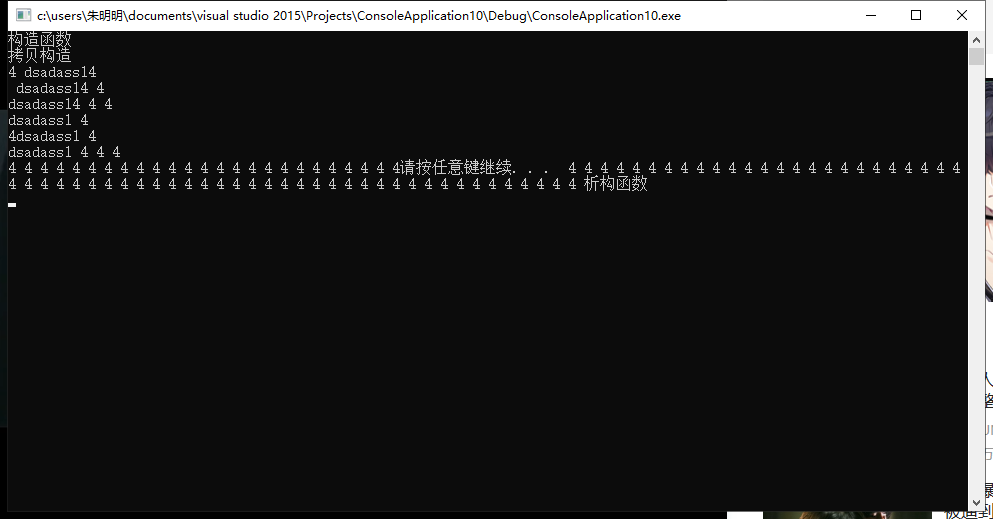 c:\users\朱明明\documents\visual studio 2015\Projects\ConsoleApplication10\Debug\ConsoleApplication10.exe
构造函数
拷贝构造
4 dsadass14
 dsadass14 4
dsadass14 4 4
dsadass1 4
4dsadass1 4
dsadass1 4 4 4
4 4 4 4 4 4 4 4 4 4 4 4 4 4 4 4 4 4 4 4 4 4 4 4 4请按任意键继续. . .  4 4 4 4 4 4 4 4 4 4 4 4 4 4 4 4 4 4 4 4 4 4 4 4 4
4 4 4 4 4 4 4 4 4 4 4 4 4 4 4 4 4 4 4 4 4 4 4 4 4 4 4 4 4 4 4 4 4 4 4 4 析构函数